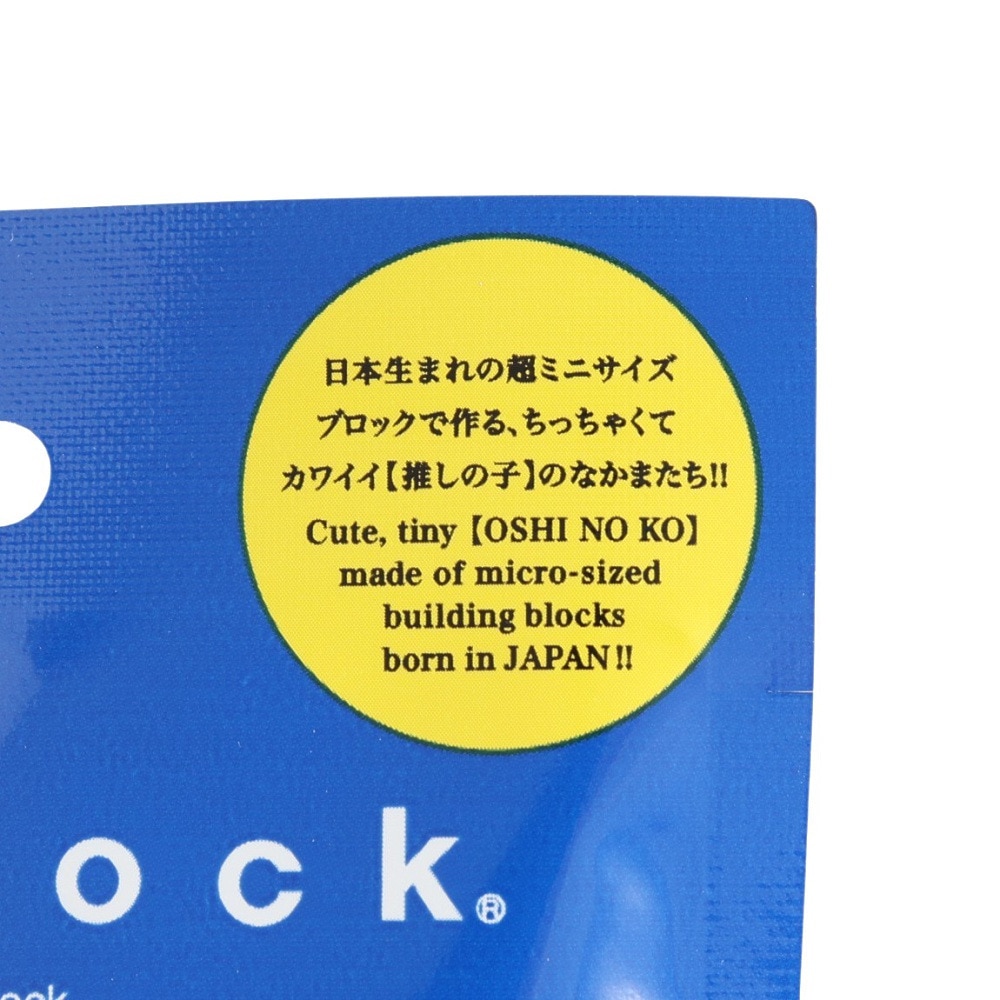 日本生まれの超ミニサイズ
ブロックで作る、ちっちゃくて
カワイイ【推しの子】のなかまたち!!
Cute, tiny【OSHI NO KO】
made of micro-sized
building blocks
born in JAPAN!!
ock®